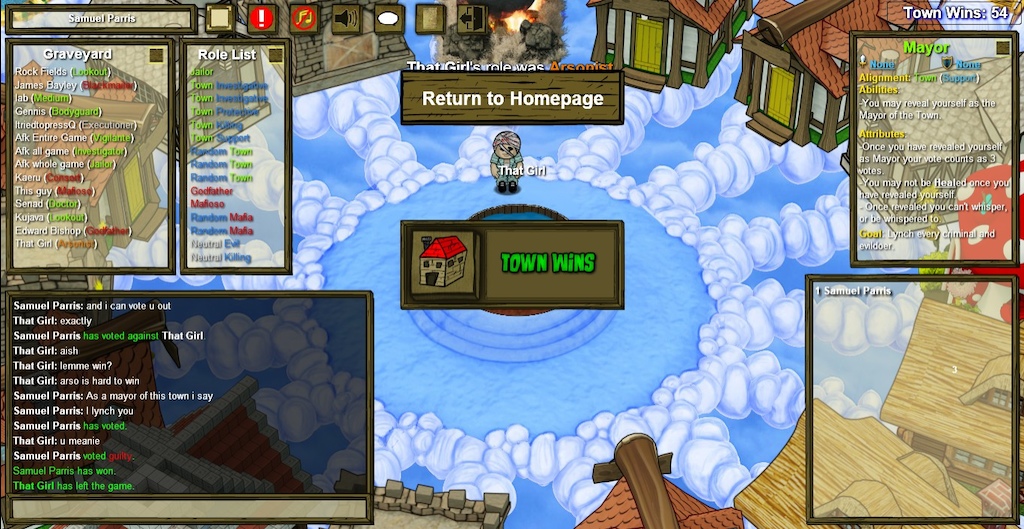 Samuel Parris
Town Wins: 54
That Girl's role was Arsonist
Return to Homepage
That Girl
TOWN WINS
Graveyard
Rock Fields (Lookout)
James Bayley (Blackmailer)
Iab (Medium)
Gennis (Bodyguard)
ItriedtopressQ (Executioner)
Afk Entire Game (Vigilante)
Afk all game (Investigator)
Afk whole game (Jailor)
Kaeru (Consort)
This guy (Mafioso)
Senad (Doctor)
Kujava (Lookout)
Edward Bishop (Godfather)
That Girl (Arsonist)
Role List
Jailor
Town Investigative
Town Investigative
Town Protective
Town Killing
Town Support
Random Town
Random Town
Random Town
Godfather
Mafioso
Random Mafia
Random Mafia
Neutral Evil
Neutral Killing
Mayor
None None
Alignment: Town (Support)
Abilities:
-You may reveal yourself as the
Mayor of the Town.
Attributes:
-Once you have revealed yourself
as Mayor your vote counts as 3
votes.
-You may not be Healed once you
have revealed yourself.
- Once revealed you can't whisper,
or be whispered to.
Goal: Lynch every criminal and
evildoer.
Samuel Parris: and i can vote u out
That Girl: exactly
Samuel Parris has voted against That Girl.
That Girl: aish
That Girl: lemme win?
That Girl: arso is hard to win
Samuel Parris: As a mayor of this town i say
Samuel Parris: I lynch you
Samuel Parris has voted.
That Girl: u meanie
Samuel Parris voted guilty.
Samuel Parris has won.
That Girl has left the game.
1 Samuel Parris
3